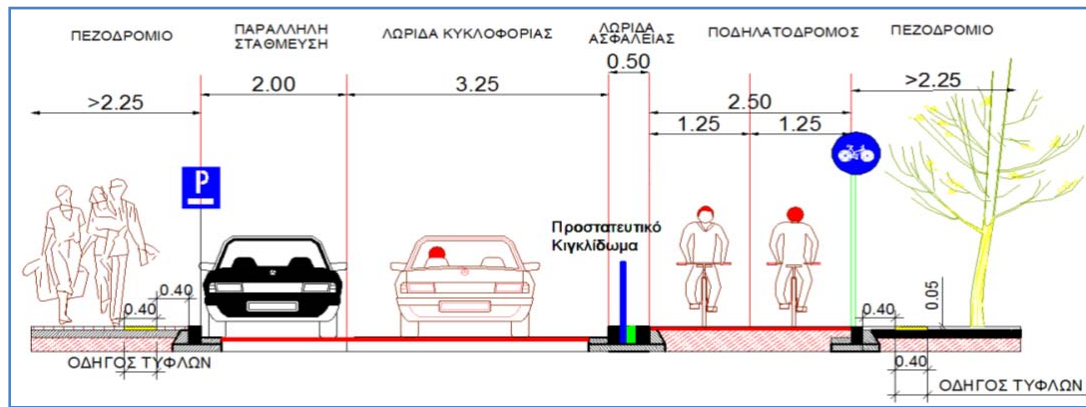 ΠΕΖΟΔΡΟΜΙΟ
ΠΑΡΑΛΛΗΛΗ
ΣΤΑΘΜΕΥΣΗ
ΛΩΡΙΔΑ ΚΥΚΛΟΦΟΡΙΑΣ
ΛΩΡΙΔΑ
ΑΣΦΑΛΕΙΑΣ
ΠΟΔΗΛΑΤΟΔΡΟΜΟΣ
ΠΕΖΟΔΡΟΜΙΟ
>2.25
2.00
3.25
0.50
2.50
>2.25
1.25
1.25
P
Προστατευτικό
Κιγκλίδωμα
0.40
0.40
0.40
0.05
0.40
ΟΔΗΓΟΣ ΤΥΦΛΩΝ
ΟΔΗΓΟΣ ΤΥΦΛΩΝ